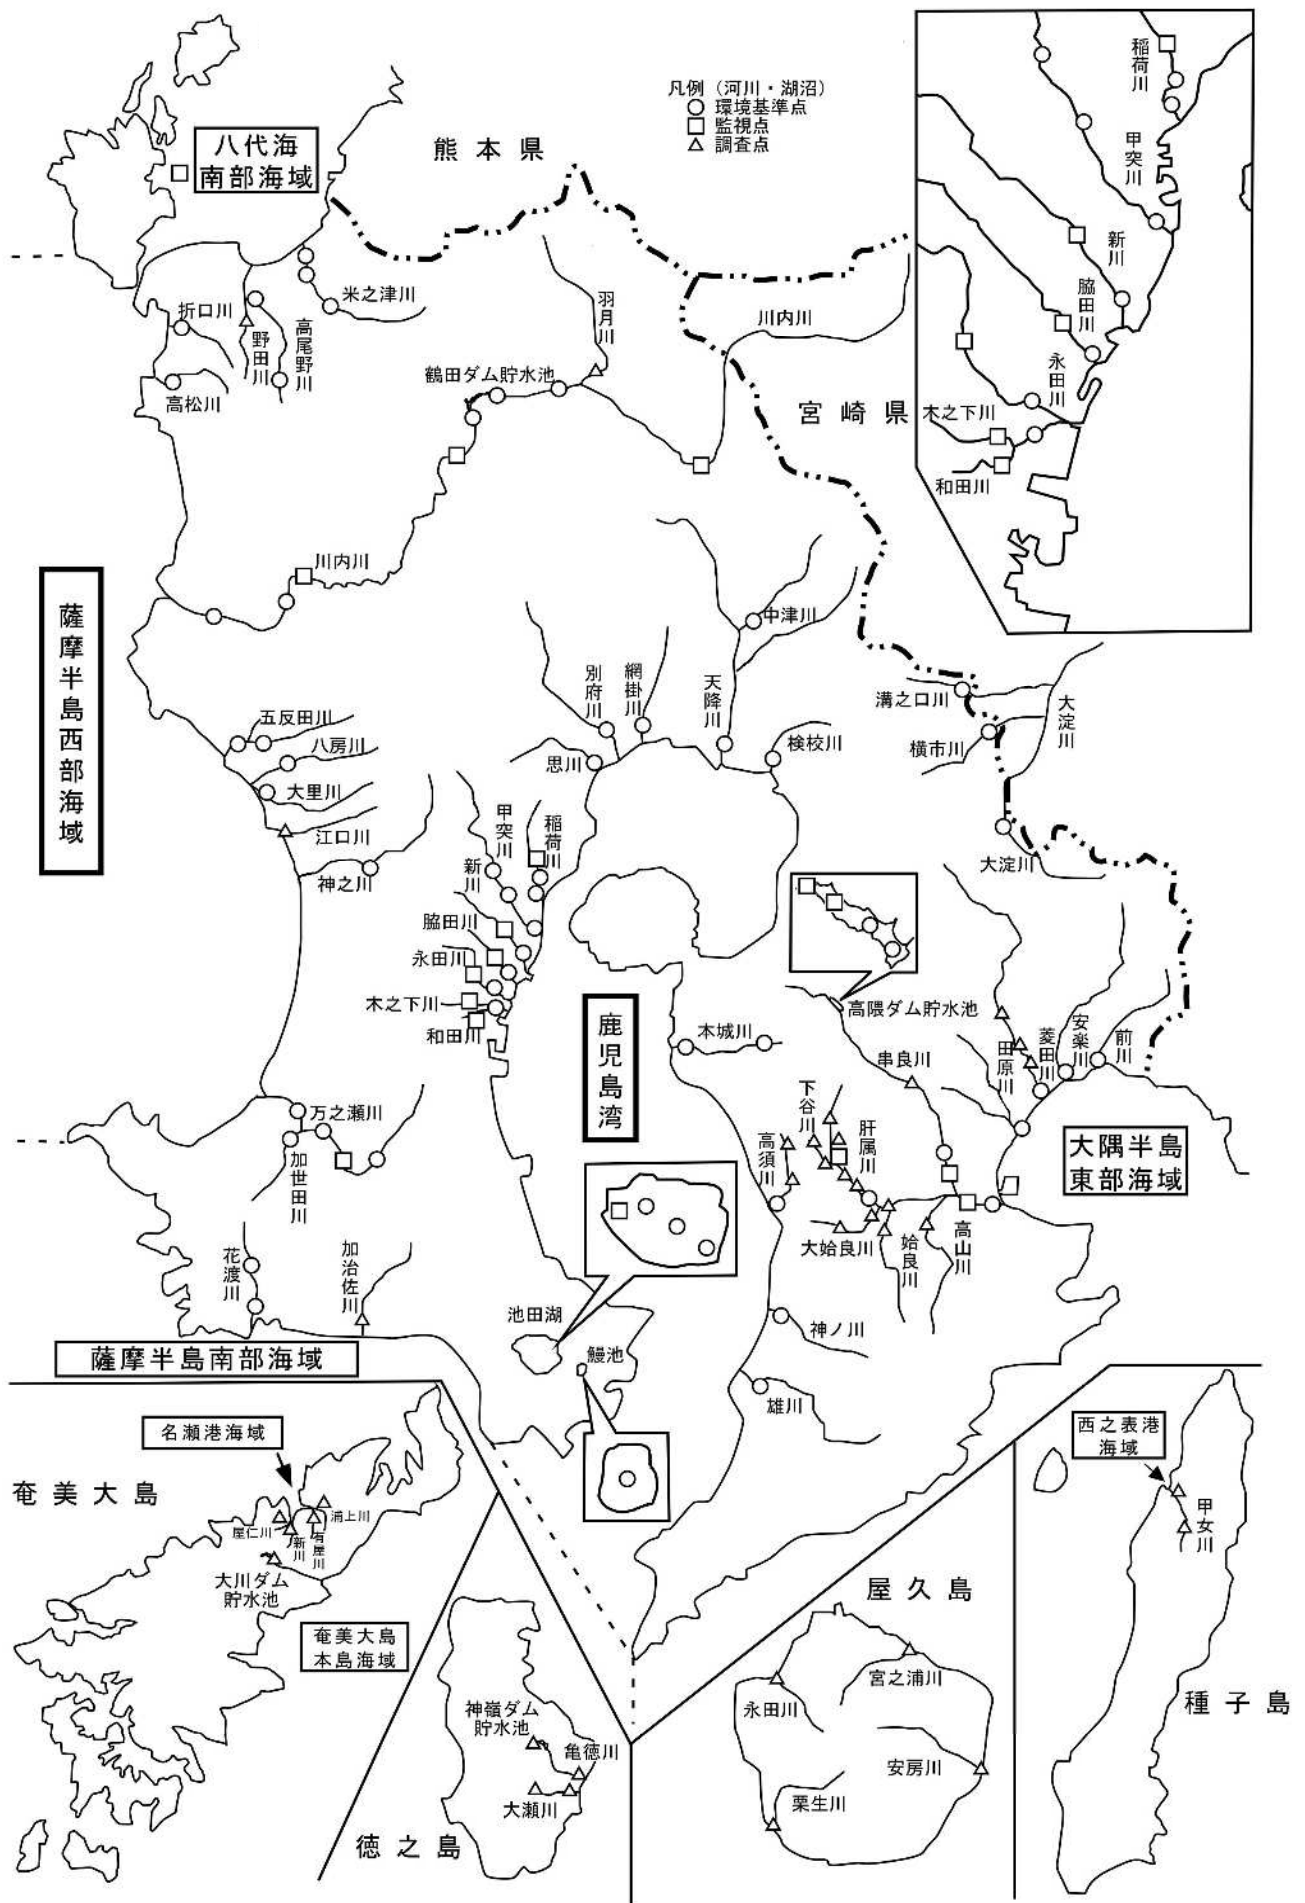 凡例（河川・湖沼）
○ 環境基準点
□ 監視点
△ 調査点
八代海
南部海域
熊本県
米之津川
折口川
野田川
高尾野川
高松川
羽月川
川内川
鶴田ダム貯水池
宮崎県
稲荷川
甲突川
新川
脇田川
永田川
木之下川
和田川
川内川
薩摩半島西部海域
中津川
別府川
網掛川
天降川
検校川
思川
溝之口川
横市川
大淀川
大淀川
五反田川
八房川
大里川
江口川
神之川
甲突川
稲荷川
新川
脇田川
永田川
木之下川
和田川
鹿児島湾
本城川
高隈ダム貯水池
串良川
田原川
菱田川
安楽川
前川
下谷川
肝属川
高須川
大姶良川
姶良川
高山川
大隅半島
東部海域
万之瀬川
加世田川
花渡川
加治佐川
池田湖
鰻池
神ノ川
雄川
薩摩半島南部海域
名瀬港海域
奄美大島
浦上川
屋仁川
新川
有屋川
大川ダム
貯水池
奄美大島
本島海域
神嶺ダム
貯水池
亀徳川
大瀬川
徳之島
屋久島
宮之浦川
永田川
安房川
栗生川
西之表港
海域
甲女川
種子島